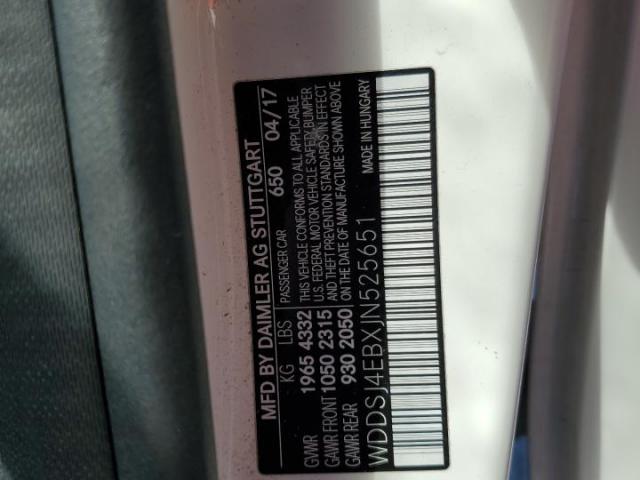 MFD BY DAIMLER AG STUTTGART 04/17
KG LBS PASSENGER CAR 650
GVWR 1965 4332 THIS VEHICLE CONFORMS TO ALL APPLICABLE
U.S. FEDERAL MOTOR VEHICLE SAFETY, BUMPER
GAWR FRONT 1050 2315 AND THEFT PREVENTION STANDARDS IN EFFECT
GAWR REAR 930 2050 ON THE DATE OF MANUFACTURE SHOWN ABOVE
WDDSJ4EBXJN525651 MADE IN HUNGARY